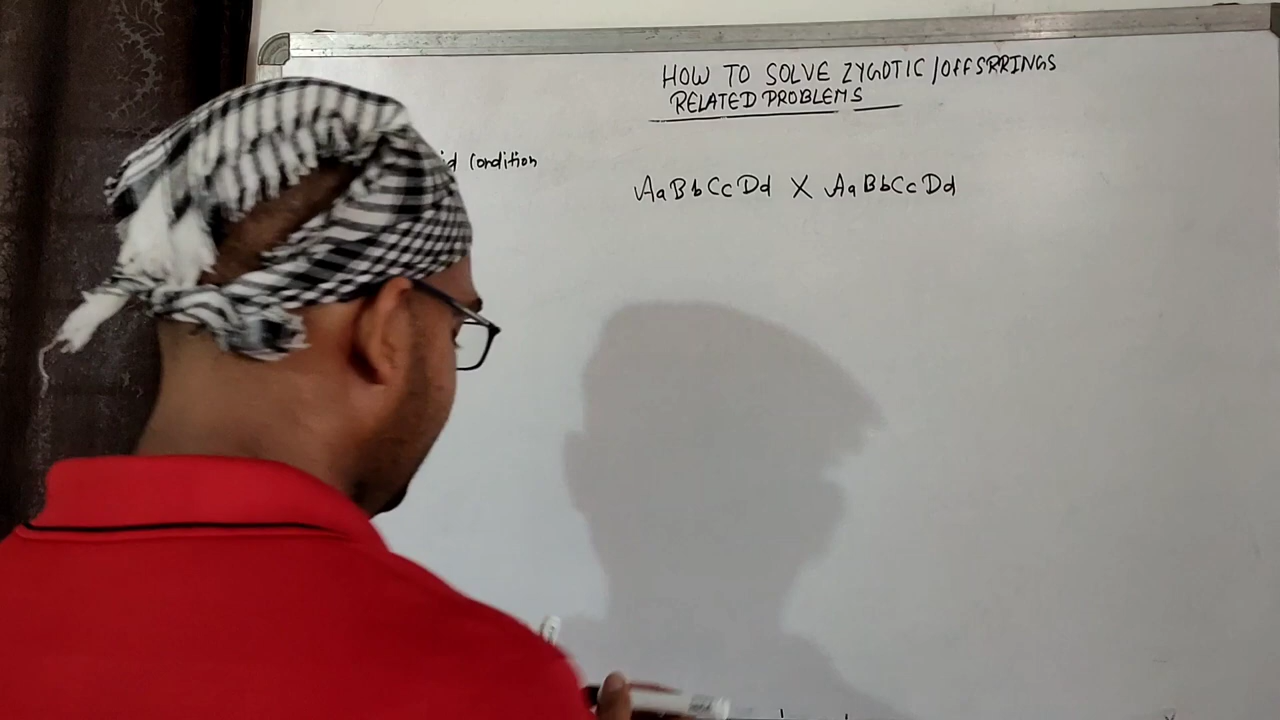 HOW TO SOLVE ZYGOTIC/OFFSRRINGS
RELATED PROBLEMS
Condition
AaBbCcDd X AaBbCcDd